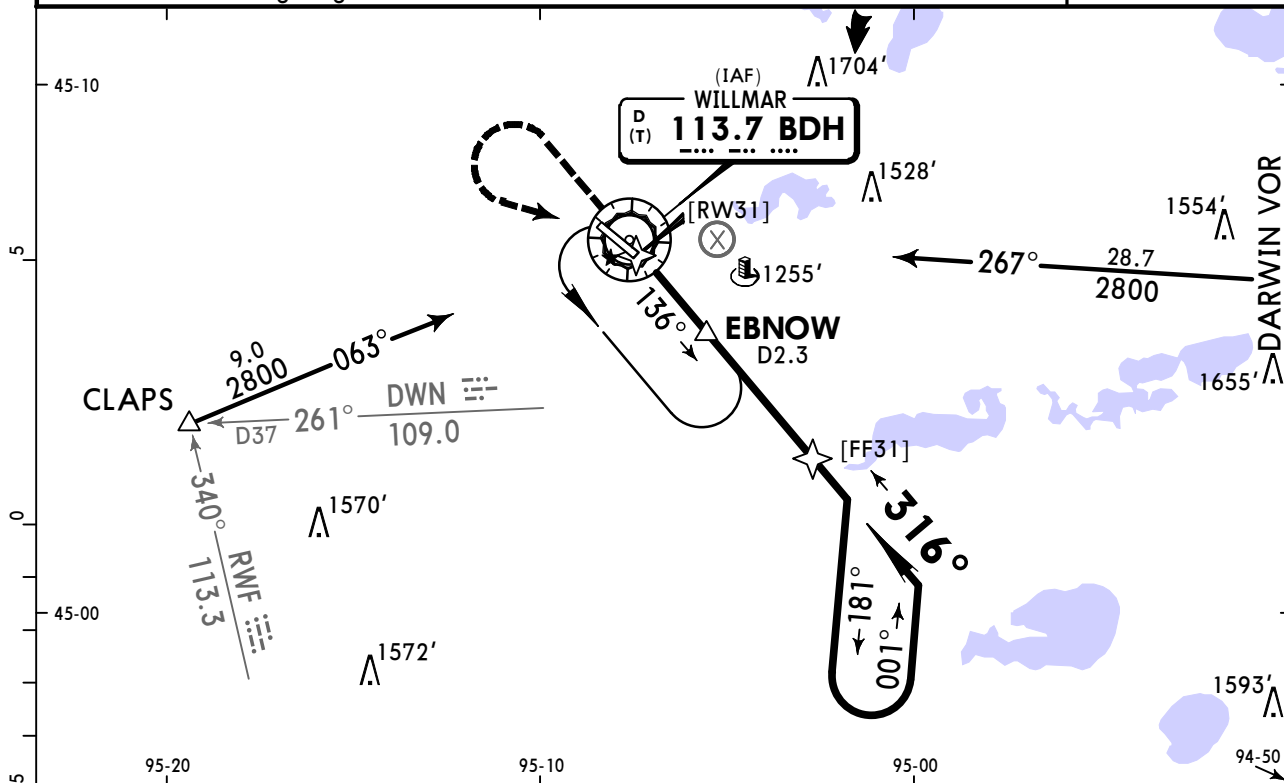 45-10
1704'
(IAF)
WILLMAR
D
(T)
113.7 BDH
1528'
[RW31]
1554'
DARWIN VOR
5
1255'
267°
28.7
2800
136°
EBNOW
D2.3
9.0
2800
063°
1655'
CLAPS
DWN
D37
261°
109.0
[FF31]
340°
RWF
113.3
1570'
316°
0
181°
001°
45-00
1572'
1593'
5
95-20
95-10
95-00
94-50